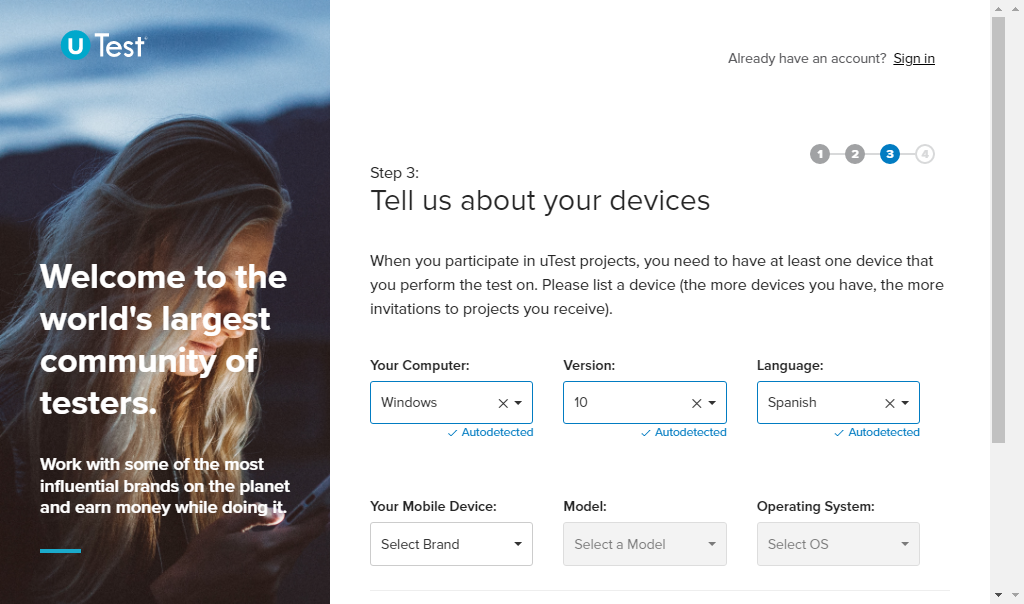 U Test
Already have an account? Sign in
1 2 3 4
Step 3:
Tell us about your devices
Welcome to the
world's largest
community of
testers.
Work with some of the most
influential brands on the planet
and earn money while doing it.
When you participate in uTest projects, you need to have at least one device that
you perform the test on. Please list a device (the more devices you have, the more
invitations to projects you receive).
Your Computer: Version: Language:
Windows 10 Spanish
Autodetected Autodetected Autodetected
Your Mobile Device: Model: Operating System:
Select Brand Select a Model Select OS